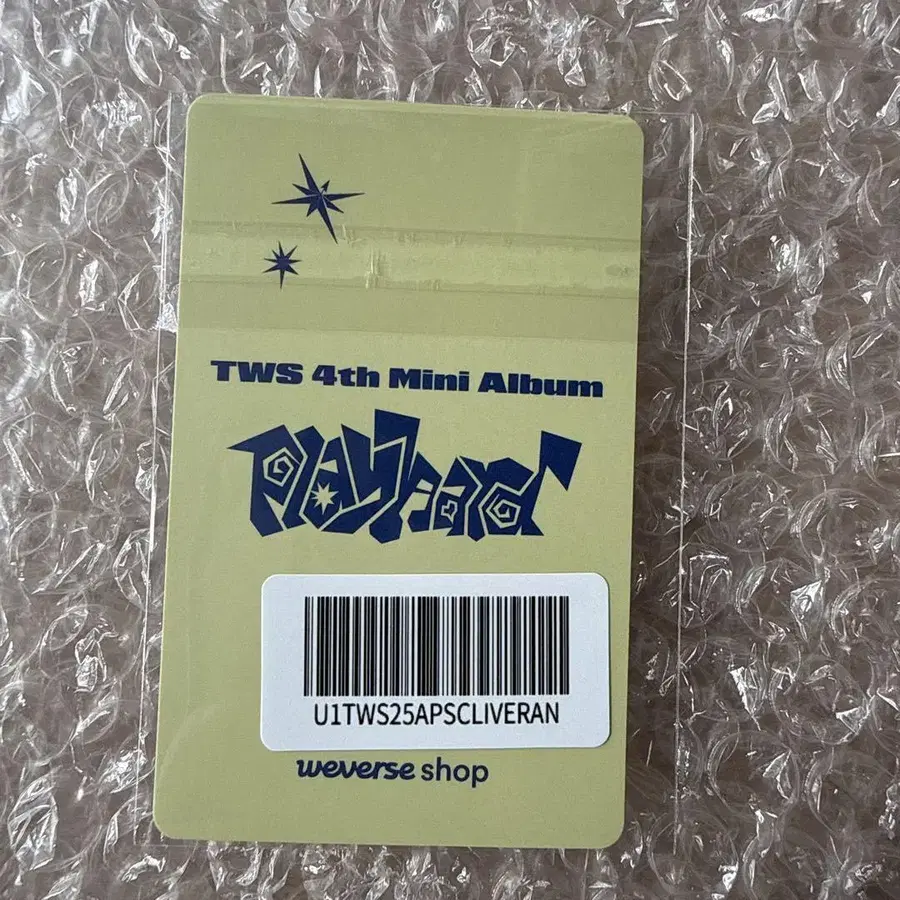 TWS 4th Mini Album
play hard
U1TWS25APSCLIVERAN
weverse shop